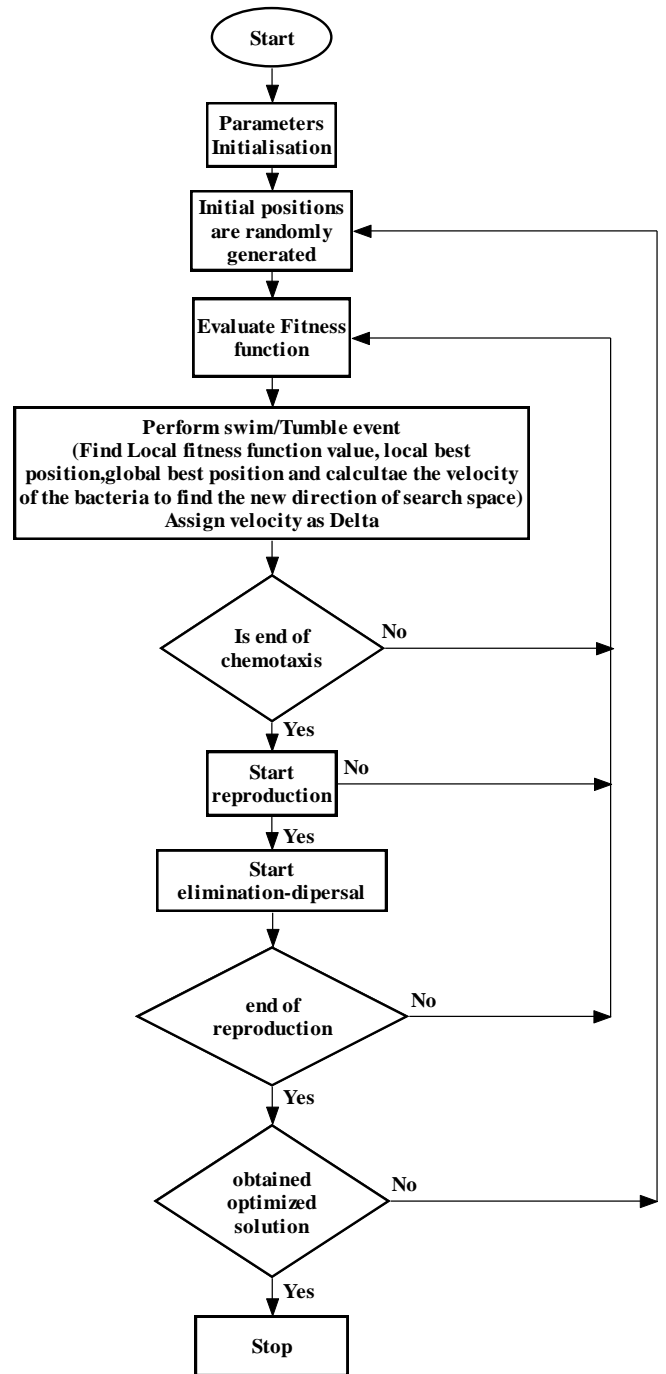 Start
Parameters
Initialisation
Initial positions
are randomly
generated
Evaluate Fitness
function
Perform swim/Tumble event
(Find Local fitness function value, local best
position,global best position and calcultae the velocity
of the bacteria to find the new direction of search space)
Assign velocity as Delta
Is end of
chemotaxis
No
Yes
Start
reproduction
No
Yes
Start
elimination-dipersal
end of
reproduction
No
Yes
obtained
optimized
solution
No
Yes
Stop